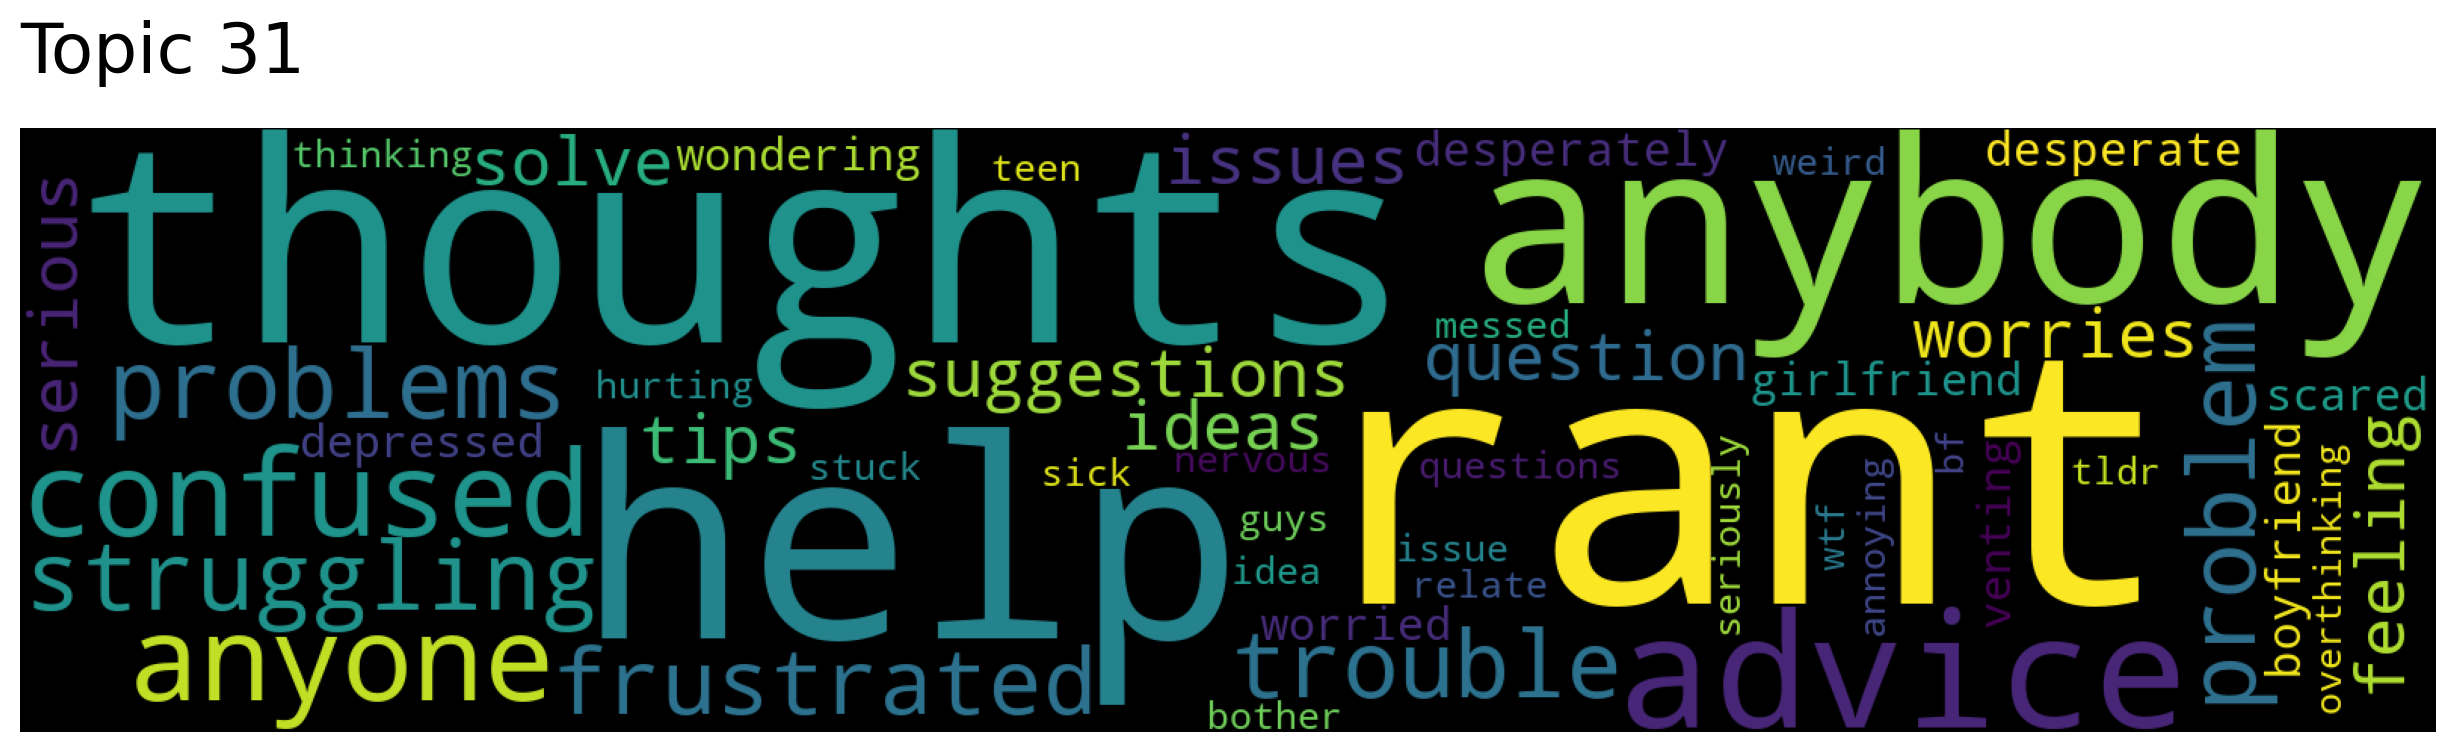 Topic 31
thinking
solve
wondering
teen
issues
desperately
weird
desperate
serious
thoughts
anybody
messed
worries
problems
hurting
suggestions
question
girlfriend
scared
depressed
tips
ideas
rant
problem
confused
stuck
sick
nervous
questions
seriously
bf
tldr
help
guys
wtf
annoying
venting
boyfriend
overthinking
feeling
struggling
idea
issue
relate
anyone
frustrated
worried
trouble
advice
bother